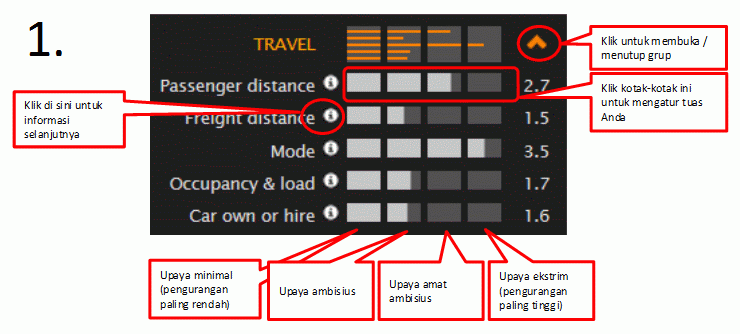 1.
TRAVEL
Passenger distance 2.7
Freight distance 1.5
Mode 3.5
Occupancy & load 1.7
Car own or hire 1.6
Klik di sini untuk
informasi
selanjutnya
Klik untuk membuka /
menutup grup
Klik kotak-kotak ini
untuk mengatur tuas
Anda
Upaya minimal
(pengurangan
paling rendah)
Upaya ambisius
Upaya amat
ambisius
Upaya ekstrim
(pengurangan
paling tinggi)